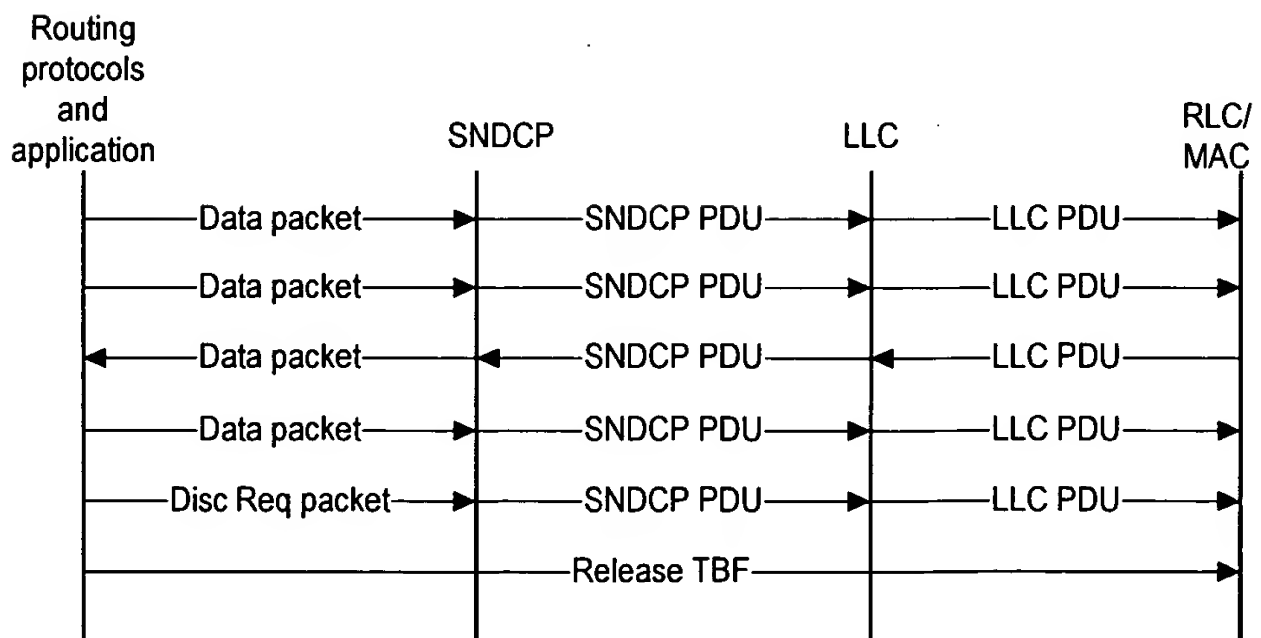 Routing
protocols
and
application
SNDCP
LLC
RLC/
MAC
Data packet
SNDCP PDU
LLC PDU
Data packet
SNDCP PDU
LLC PDU
Data packet
SNDCP PDU
LLC PDU
Data packet
SNDCP PDU
LLC PDU
Disc Req packet
SNDCP PDU
LLC PDU
Release TBF